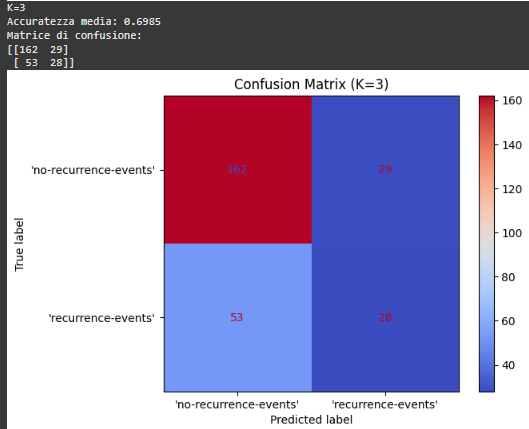 K=3
Accuratezza media: 0.6985
Matrice di confusione:
[[162  29]
 [ 53  28]]
Confusion Matrix (K=3)
160
140
120
100
80
60
40
True label
'no-recurrence-events'
162
29
'recurrence-events'
53
28
'no-recurrence-events'
'recurrence-events'
Predicted label